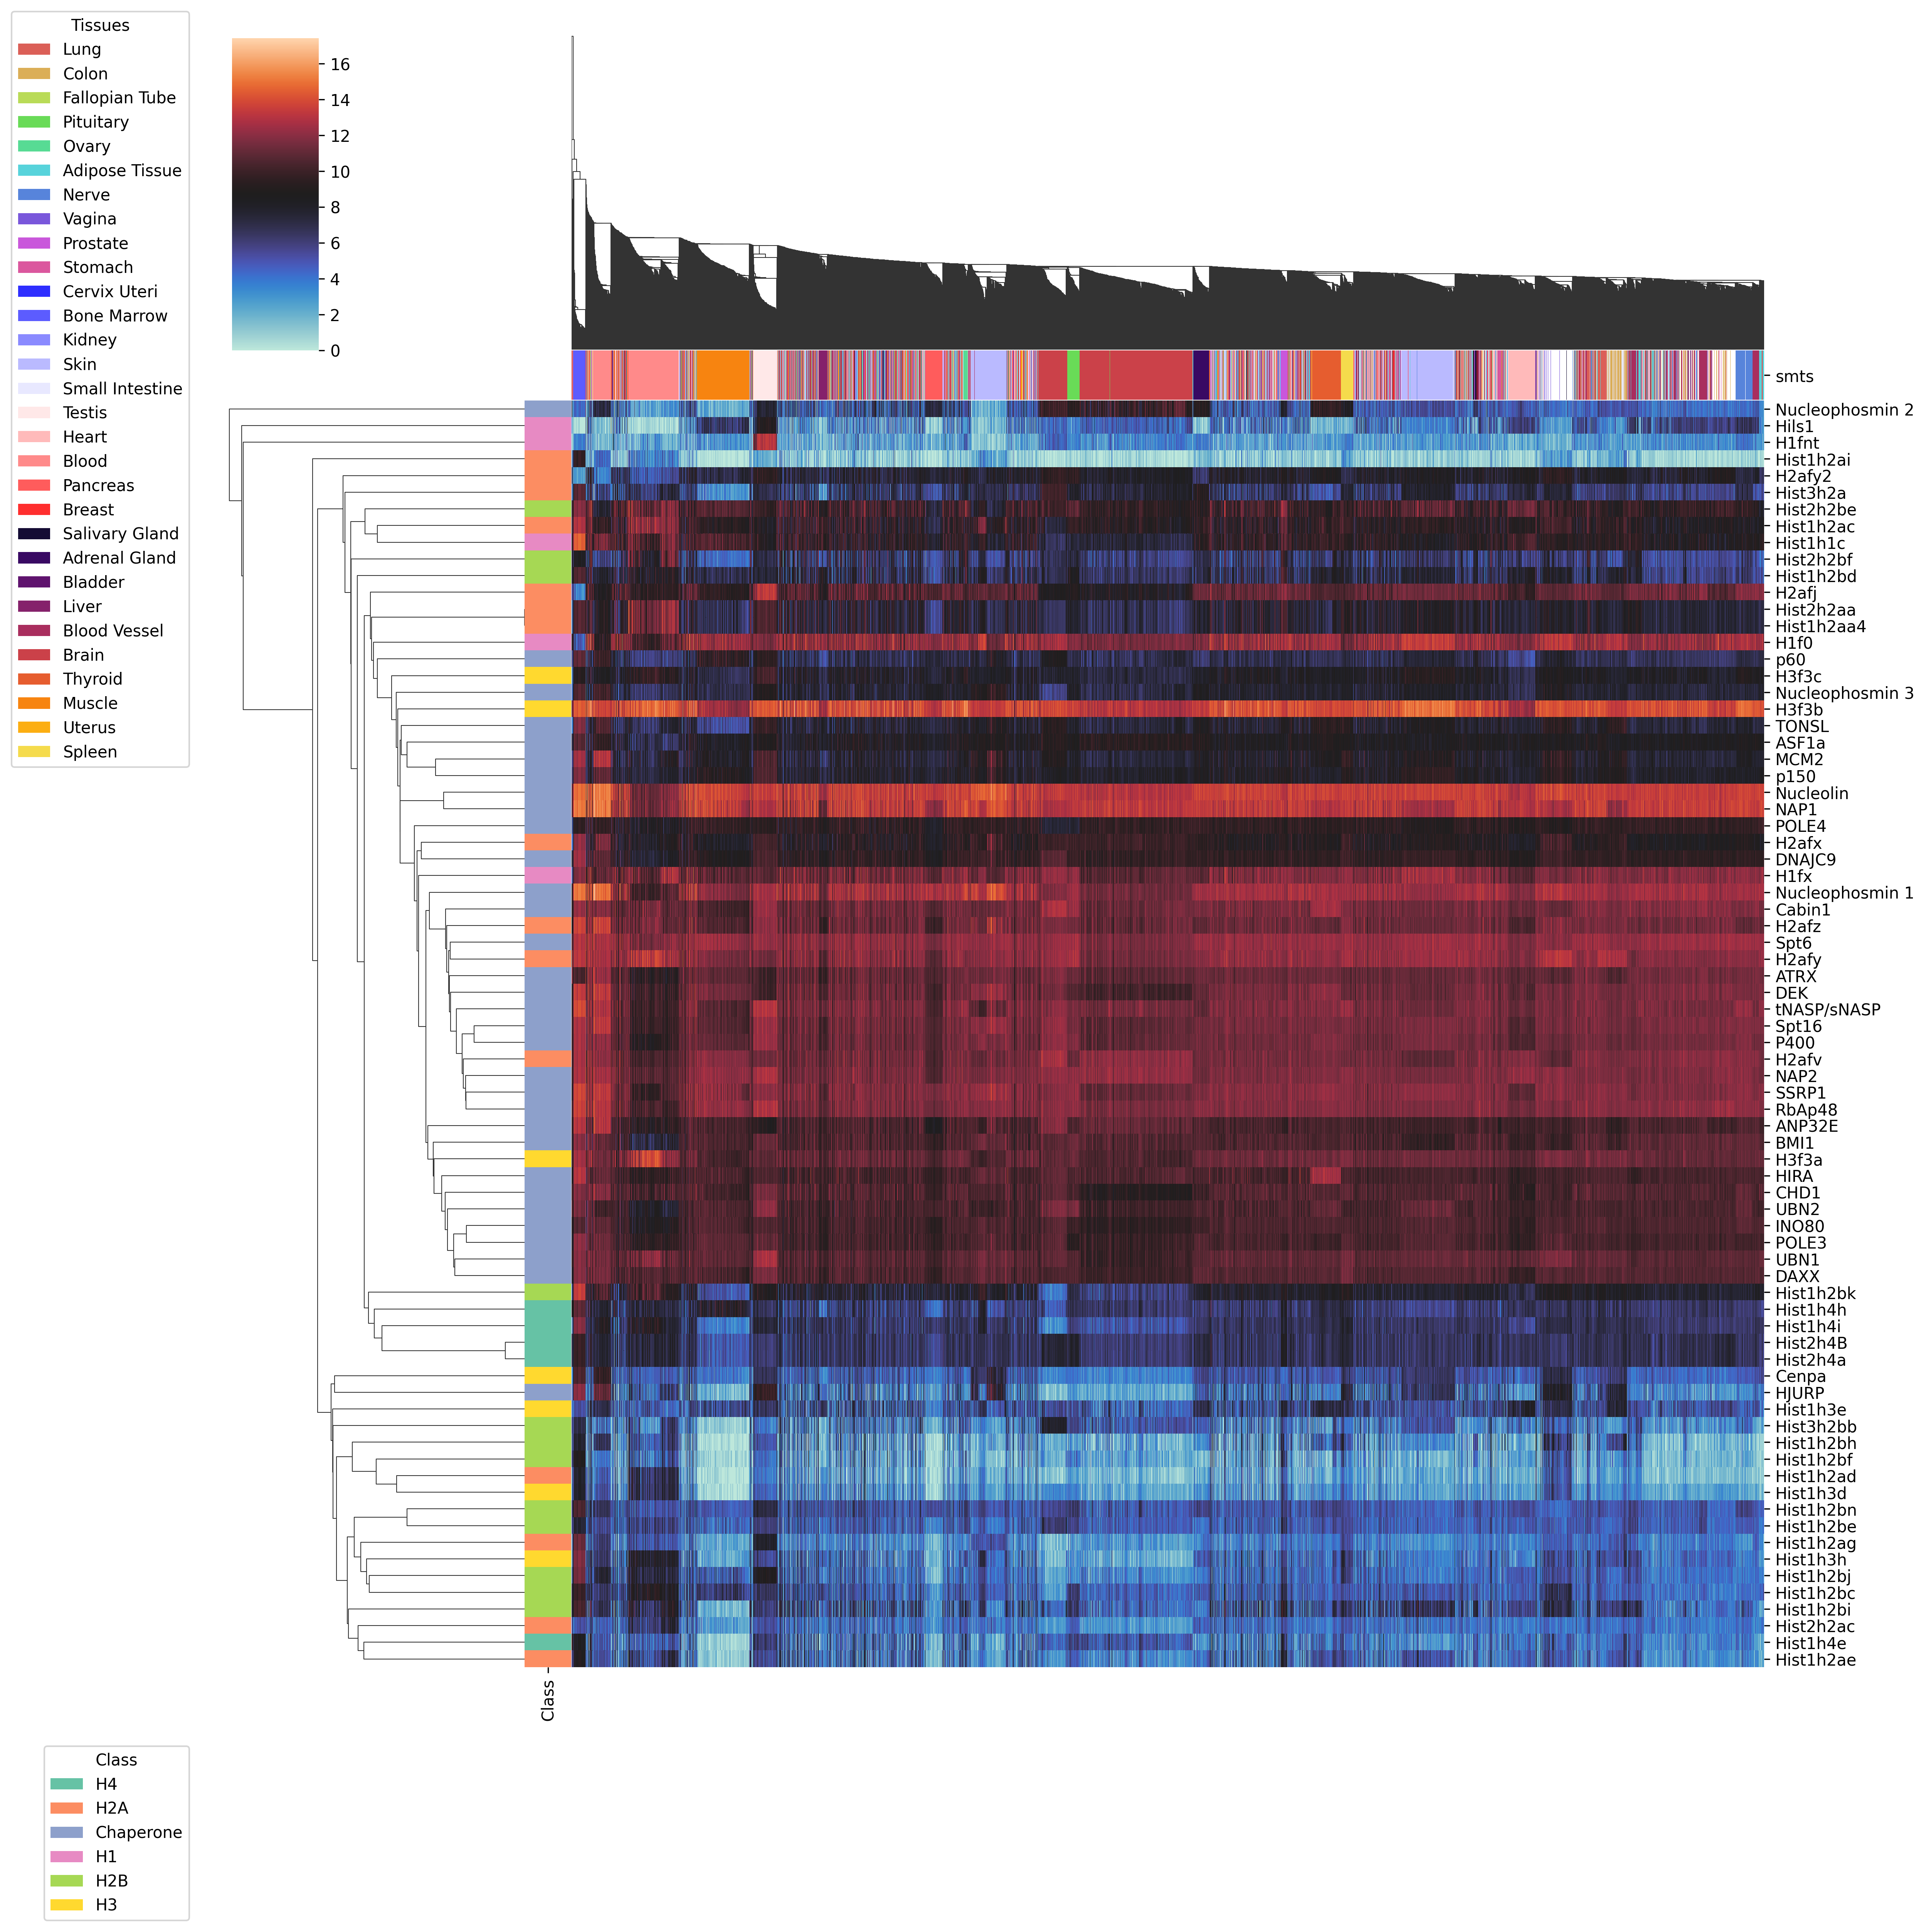 Tissues
Lung
Colon
Fallopian Tube
Pituitary
Ovary
Adipose Tissue
Nerve
Vagina
Prostate
Stomach
Cervix Uteri
Bone Marrow
Kidney
Skin
Small Intestine
Testis
Heart
Blood
Pancreas
Breast
Salivary Gland
Adrenal Gland
Bladder
Liver
Blood Vessel
Brain
Thyroid
Muscle
Uterus
Spleen
16
14
12
10
8
6
4
2
0
smts
Nucleophosmin 2
Hils1
H1fnt
Hist1h2ai
H2afy2
Hist3h2a
Hist2h2be
Hist1h2ac
Hist1h1c
Hist2h2bf
Hist1h2bd
H2afj
Hist2h2aa
Hist1h2aa4
H1f0
p60
H3f3c
Nucleophosmin 3
H3f3b
TONSL
ASF1a
MCM2
p150
Nucleolin
NAP1
POLE4
H2afx
DNAJC9
H1fx
Nucleophosmin 1
Cabin1
H2afz
Spt6
H2afy
ATRX
DEK
tNASP/sNASP
Spt16
P400
H2afv
NAP2
SSRP1
RbAp48
ANP32E
BMI1
H3f3a
HIRA
CHD1
UBN2
INO80
POLE3
UBN1
DAXX
Hist1h2bk
Hist1h4h
Hist1h4i
Hist2h4B
Hist2h4a
Cenpa
HJURP
Hist1h3e
Hist3h2bb
Hist1h2bh
Hist1h2bf
Hist1h2ad
Hist1h3d
Hist1h2bn
Hist1h2be
Hist1h2ag
Hist1h3h
Hist1h2bj
Hist1h2bc
Hist1h2bi
Hist2h2ac
Hist1h4e
Hist1h2ae
Class
Class
H4
H2A
Chaperone
H1
H2B
H3